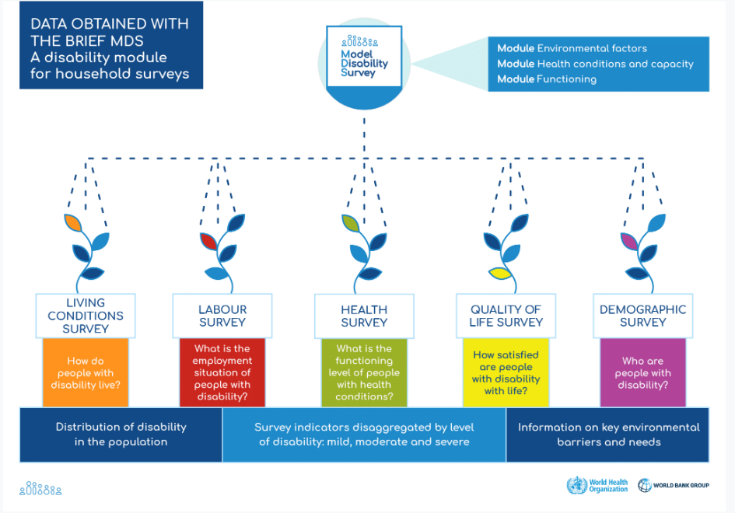 DATA OBTAINED WITH
THE BRIEF MDS
A disability module
for household surveys
Model
Disability
Survey
Module Environmental factors
Module Health conditions and capacity
Module Functioning
LIVING
CONDITIONS
SURVEY
LABOUR
SURVEY
HEALTH
SURVEY
QUALITY OF
LIFE SURVEY
DEMOGRAPHIC
SURVEY
How do
people with
disability live?
What is the
employment
situation of
people with
disability?
What is the
functioning
level of people
with health
conditions?
How satisfied
are people
with disability
with life?
Who are
people with
disability?
Distribution of disability
in the population
Survey indicators disaggregated by level
of disability: mild, moderate and severe
Information on key environmental
barriers and needs
World Health
Organization
WORLD BANK GROUP